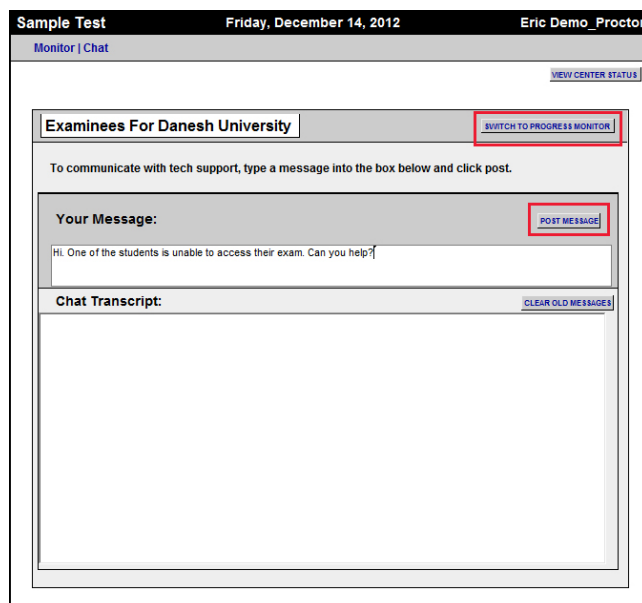 Sample Test Friday, December 14, 2012 Eric Demo_Proctor
Monitor | Chat
VIEW CENTER STATUS
Examinees For Danesh University
SWITCH TO PROGRESS MONITOR
To communicate with tech support, type a message into the box below and click post.
Your Message:
POST MESSAGE
Hi. One of the students is unable to access their exam. Can you help?
Chat Transcript:
CLEAR OLD MESSAGES